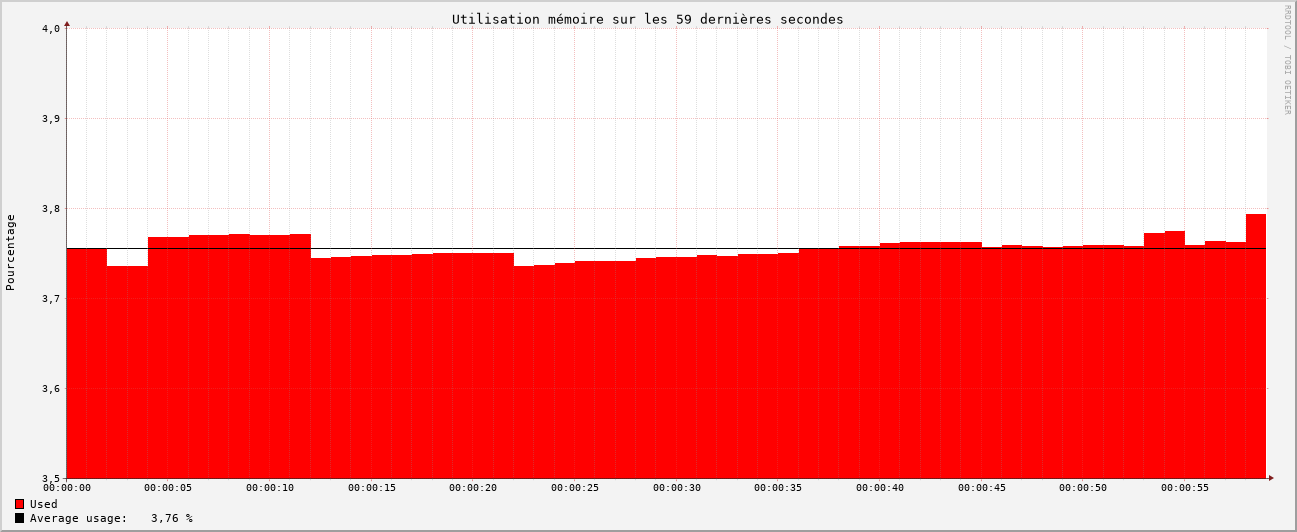 Utilisation mémoire sur les 59 dernières secondes
RRDTOOL / TOBI OETIKER
Pourcentage
4,0
3,9
3,8
3,7
3,6
3,5
00:00:00 00:00:05 00:00:10 00:00:15 00:00:20 00:00:25 00:00:30 00:00:35 00:00:40 00:00:45 00:00:50 00:00:55
Used
Average usage: 3,76 %